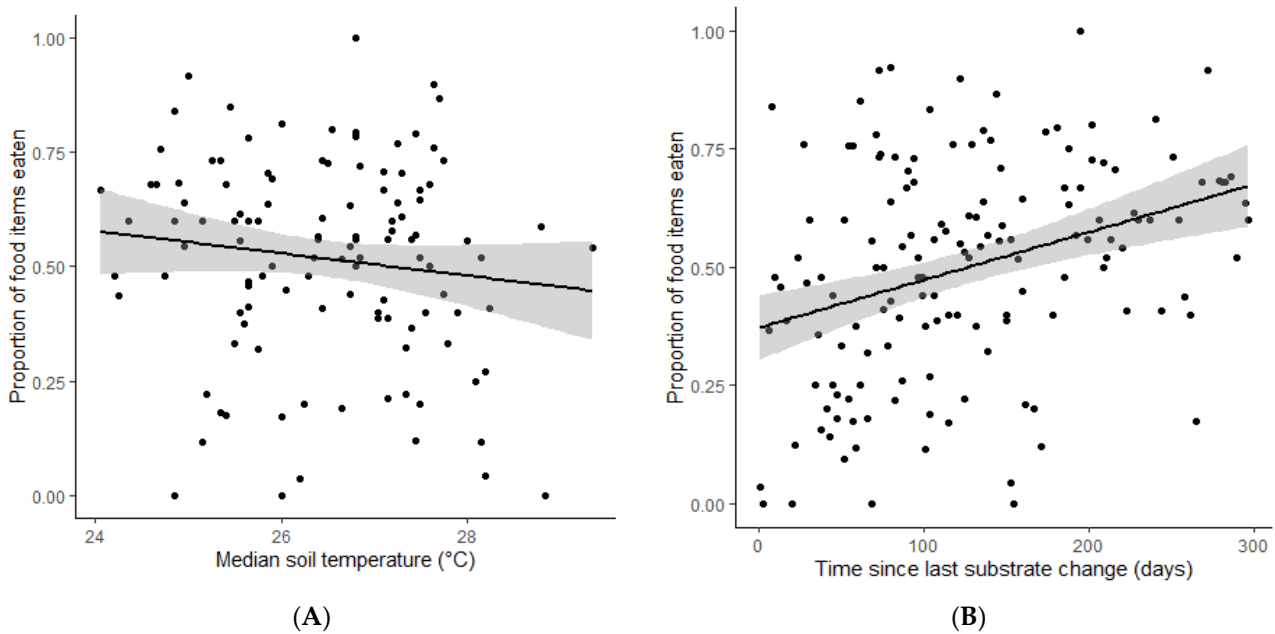 Proportion of food items eaten
1.00
0.75
0.50
0.25
0.00
24
26
28
Median soil temperature (°C)
(A)
Proportion of food items eaten
1.00
0.75
0.50
0.25
0.00
0
100
200
300
Time since last substrate change (days)
(B)